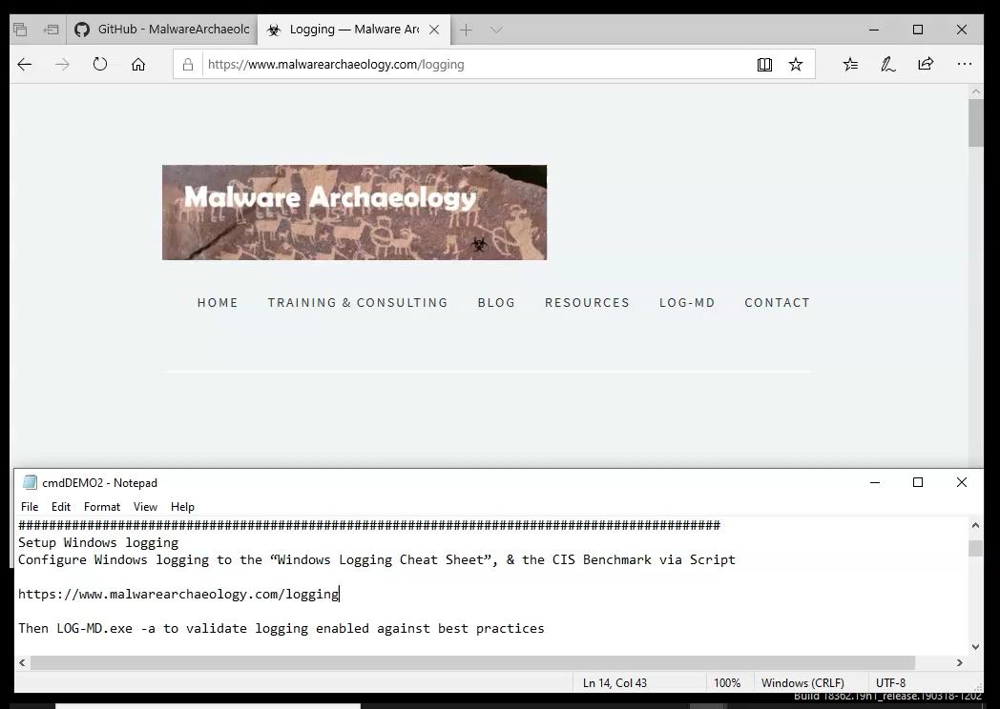 GitHub - MalwareArchaeolc
Logging — Malware Arc
https://www.malwarearchaeology.com/logging
Malware Archaeology
HOME TRAINING & CONSULTING BLOG RESOURCES LOG-MD CONTACT
cmdDEMO2 - Notepad
File Edit Format View Help
############################################################################################
Setup Windows logging
Configure Windows logging to the “Windows Logging Cheat Sheet”, & the CIS Benchmark via Script
https://www.malwarearchaeology.com/logging
Then LOG-MD.exe -a to validate logging enabled against best practices
Ln 14, Col 43 100% Windows (CRLF) UTF-8
Build 18362.19h1_release.190318-1202